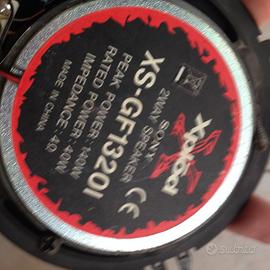 Xplod
SONY
2WAY SPEAKER
XS-GF1320I
PEAK POWER : 140W
RATED POWER : 40W
IMPEDANCE : 4Ω
MADE IN CHINA
CE
subito